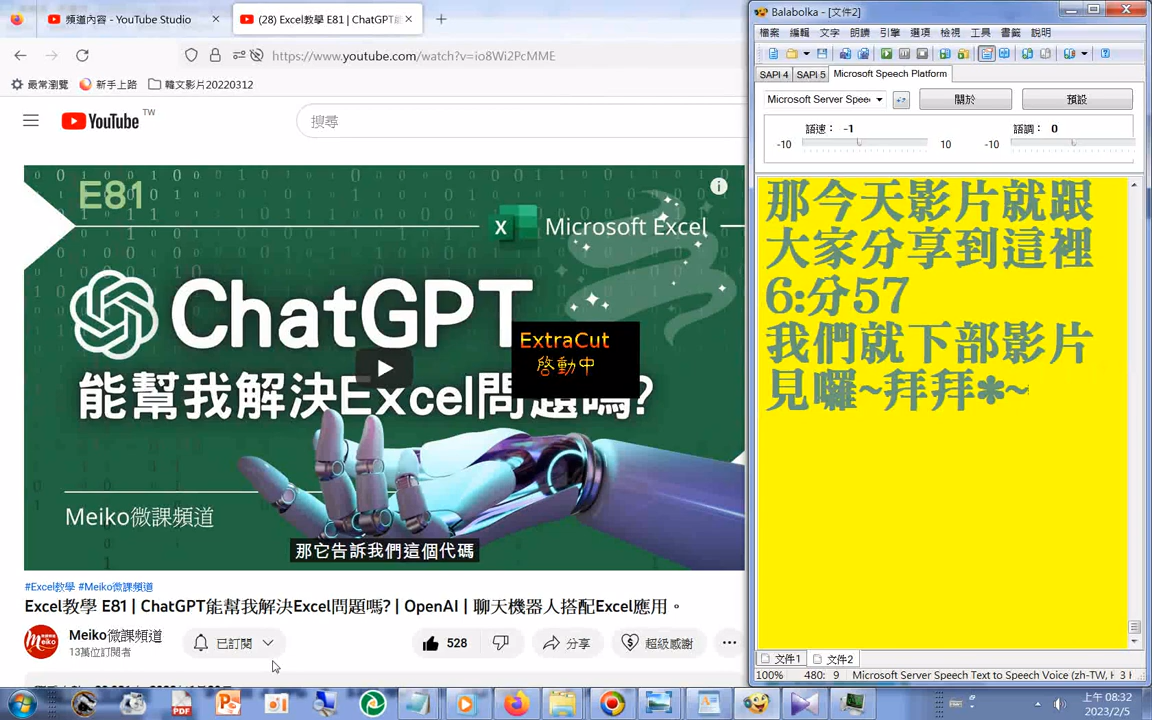 頻道內容 - YouTube Studio
(28) Excel教學 E81 | ChatGPT能
https://www.youtube.com/watch?v=io8Wi2PcMME
最常瀏覽
新手上路
韓文影片20220312
YouTube TW
搜尋
E81
Microsoft Excel
ChatGPT
能幫我解決Excel問題嗎?
ExtraCut
啓動中
Meiko微課頻道
那它告訴我們這個代碼
#Excel教學 #Meiko微課頻道
Excel教學 E81 | ChatGPT能幫我解決Excel問題嗎? | OpenAI | 聊天機器人搭配Excel應用。
Meiko微課頻道
13萬位訂閱者
已訂閱
528
分享
超級感謝
Balabolka - [文件2]
檔案 編輯 文字 朗讀 引擎 選項 檢視 工具 書籤 說明
SAPI 4 SAPI 5 Microsoft Speech Platform
Microsoft Server Spee
關於
預設
語速： -1
語調： 0
-10 10 -10
那今天影片就跟
大家分享到這裡
6:分57
我們就下部影片
見囉~拜拜✽~
文件1 文件2
100% 480: 9 Microsoft Server Speech Text to Speech Voice (zh-TW, H
上午 08:32
2023/2/5